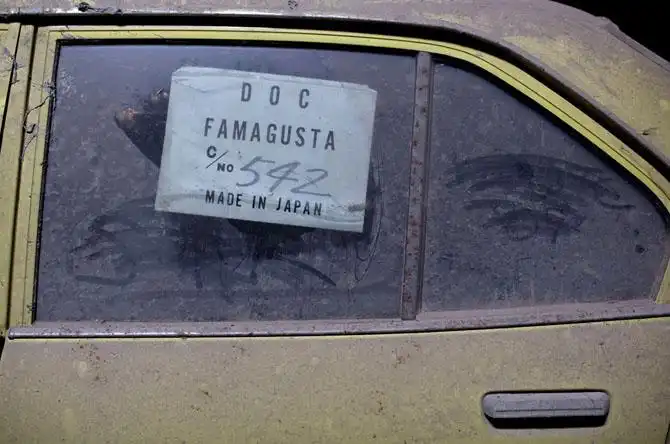 DOC
FAMAGUSTA
C/NO 542
MADE IN JAPAN